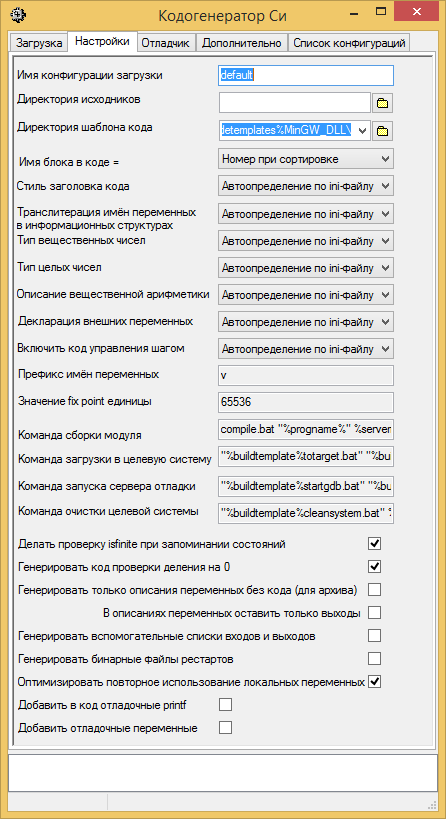 Кодогенератор Си
Загрузка Настройки Отладчик Дополнительно Список конфигураций
Имя конфигурации загрузки default
Директория исходников
Директория шаблона кода detemplates%MinGW_DLL\
Имя блока в коде = Номер при сортировке
Стиль заголовка кода Автоопределение по ini-файлу
Транслитерация имён переменных
в информационных структурах Автоопределение по ini-файлу
Тип вещественных чисел Автоопределение по ini-файлу
Тип целых чисел Автоопределение по ini-файлу
Описание вещественной арифметики Автоопределение по ini-файлу
Декларация внешних переменных Автоопределение по ini-файлу
Включить код управления шагом Автоопределение по ini-файлу
Префикс имён переменных v
Значение fix point единицы 65536
Команда сборки модуля compile.bat "%progname%" %server
Команда загрузки в целевую систему "%buildtemplate%totarget.bat" "%bu
Команда запуска сервера отладки "%buildtemplate%startgdb.bat" "%bu
Команда очистки целевой системы "%buildtemplate%cleansystem.bat"
Делать проверку isfinite при запоминании состояний
Генерировать код проверки деления на 0
Генерировать только описания переменных без кода (для архива)
В описаниях переменных оставить только выходы
Генерировать вспомогательные списки входов и выходов
Генерировать бинарные файлы рестартов
Оптимизировать повторное использование локальных переменных
Добавить в код отладочные printf
Добавить отладочные переменные